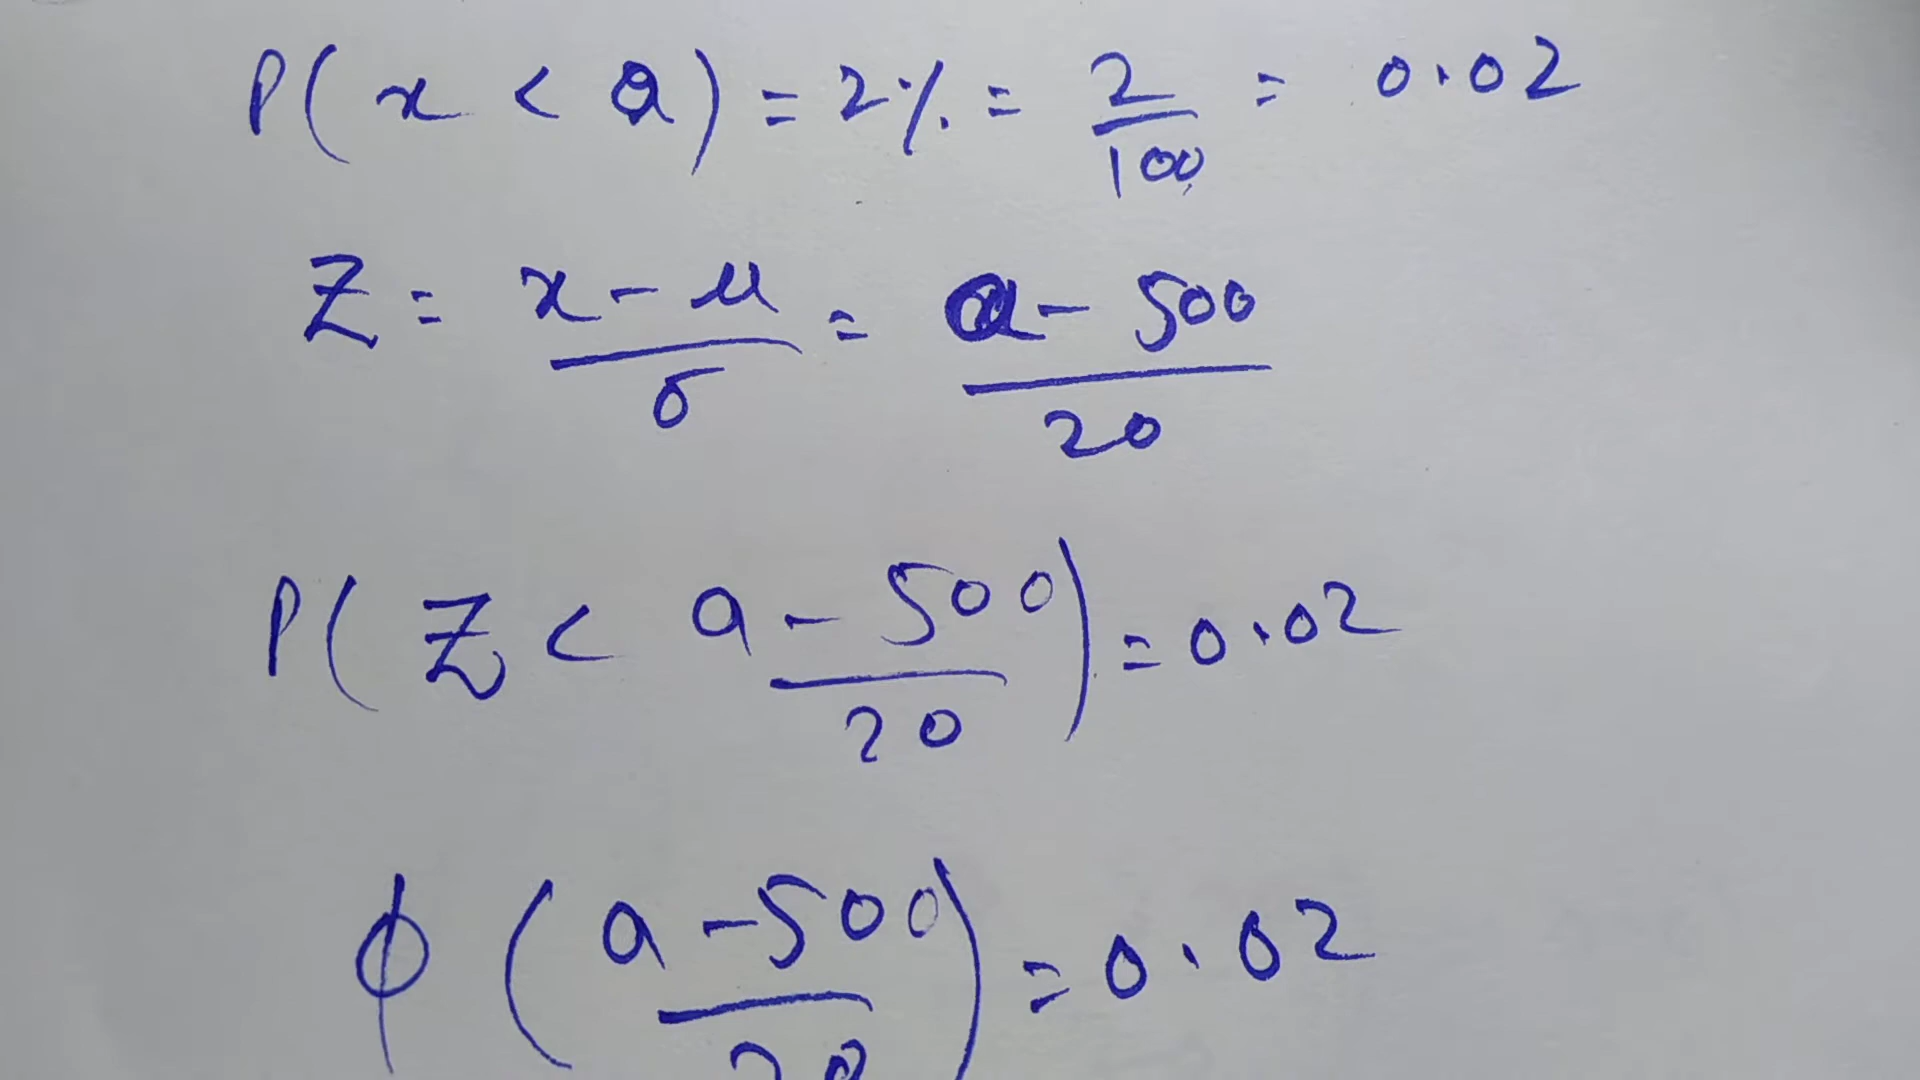 P( x < a ) = 2% = 2/100 = 0.02
Z = x - μ / σ = a - 500 / 20
P( Z < a - 500 / 20 ) = 0.02
ϕ ( a - 500 / 20 ) = 0.02